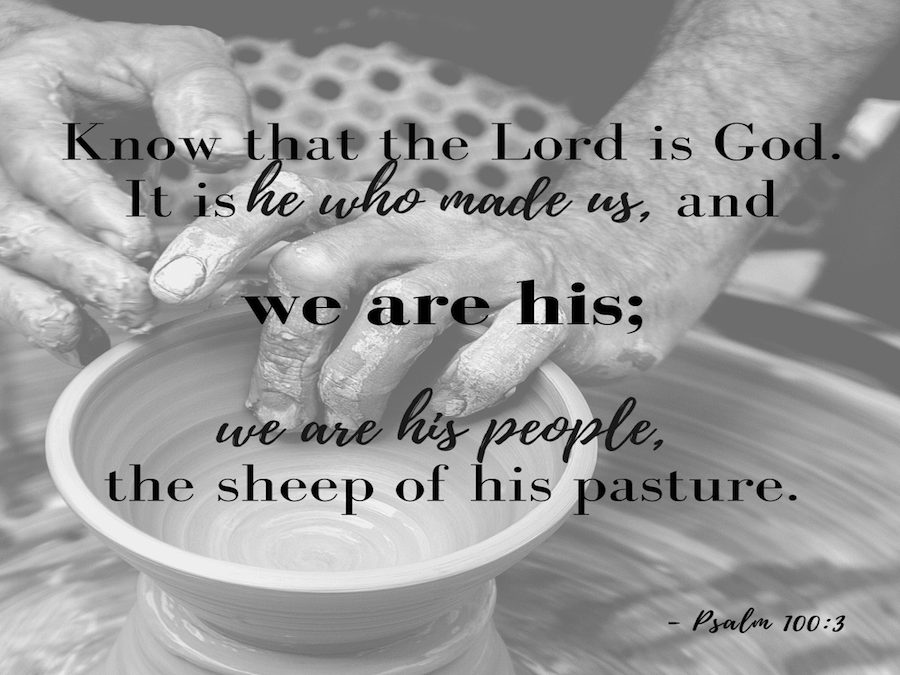 Know that the Lord is God.
It is he who made us, and
we are his;
we are his people,
the sheep of his pasture.
- Psalm 100:3